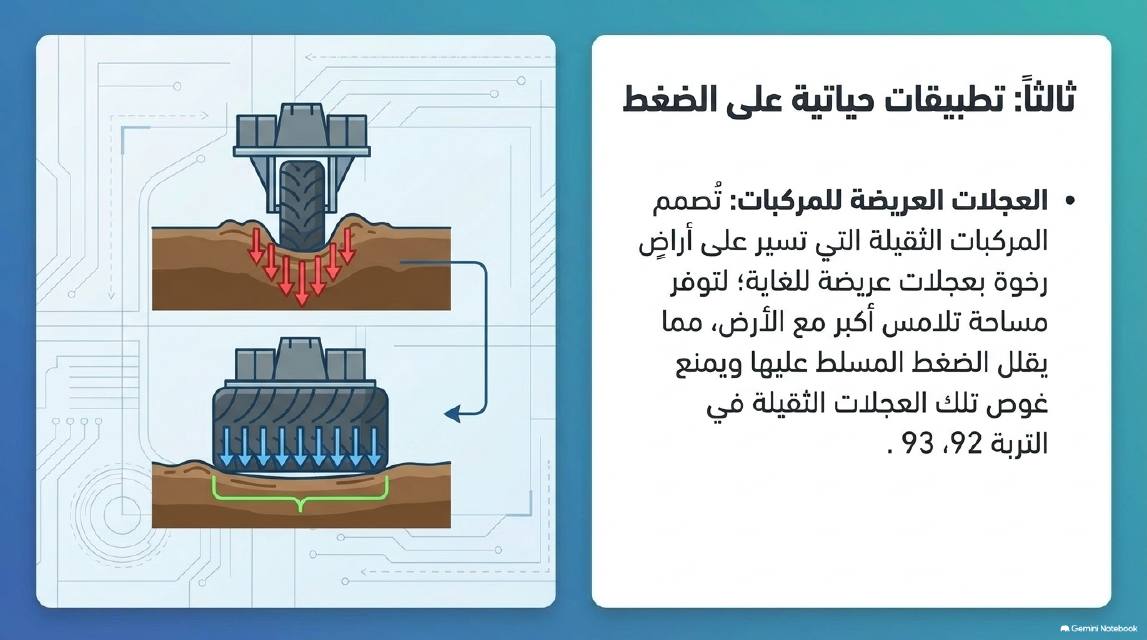 ثالثاً: تطبيقات حياتية على الضغط
• العجلات العريضة للمركبات: تُصمم
المركبات الثقيلة التي تسير على أراضٍ
رخوة بعجلات عريضة للغاية؛ لتوفر
مساحة تلامس أكبر مع الأرض، مما
يقلل الضغط المسلط عليها ويمنع
غوص تلك العجلات الثقيلة في
التربة 92، 93 .
Gemini Notebook